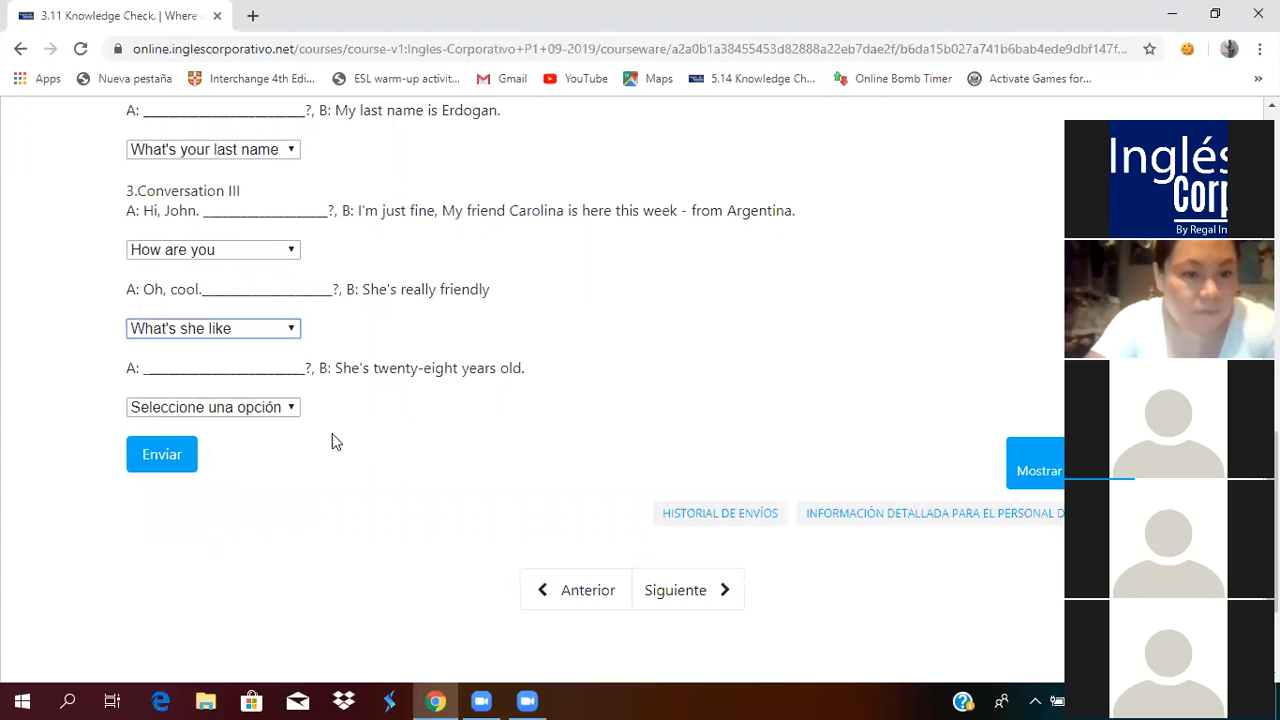 3.11 Knowledge Check. | Where
online.inglescorporativo.net/courses/course-v1:Ingles-Corporativo+P1+09-2019/courseware/a2a0b1a38455453d82888a22eb7dae2f/b6da15b027a741b6bab4ede9dbf147f...
Apps Nueva pestaña Interchange 4th Edi... ESL warm-up activit... Gmail YouTube Maps 5.14 Knowledge Ch... Online Bomb Timer Activate Games for... »
A: __________________________?, B: My last name is Erdogan.
What's your last name
3.Conversation III
A: Hi, John. ____________________?, B: I'm just fine, My friend Carolina is here this week - from Argentina.
How are you
A: Oh, cool._____________________?, B: She's really friendly
What's she like
A: __________________________?, B: She's twenty-eight years old.
Seleccione una opción
Enviar
Mostrar
HISTORIAL DE ENVÍOS INFORMACIÓN DETALLADA PARA EL PERSONAL D
Anterior Siguiente
Inglés
Corp
By Regal In